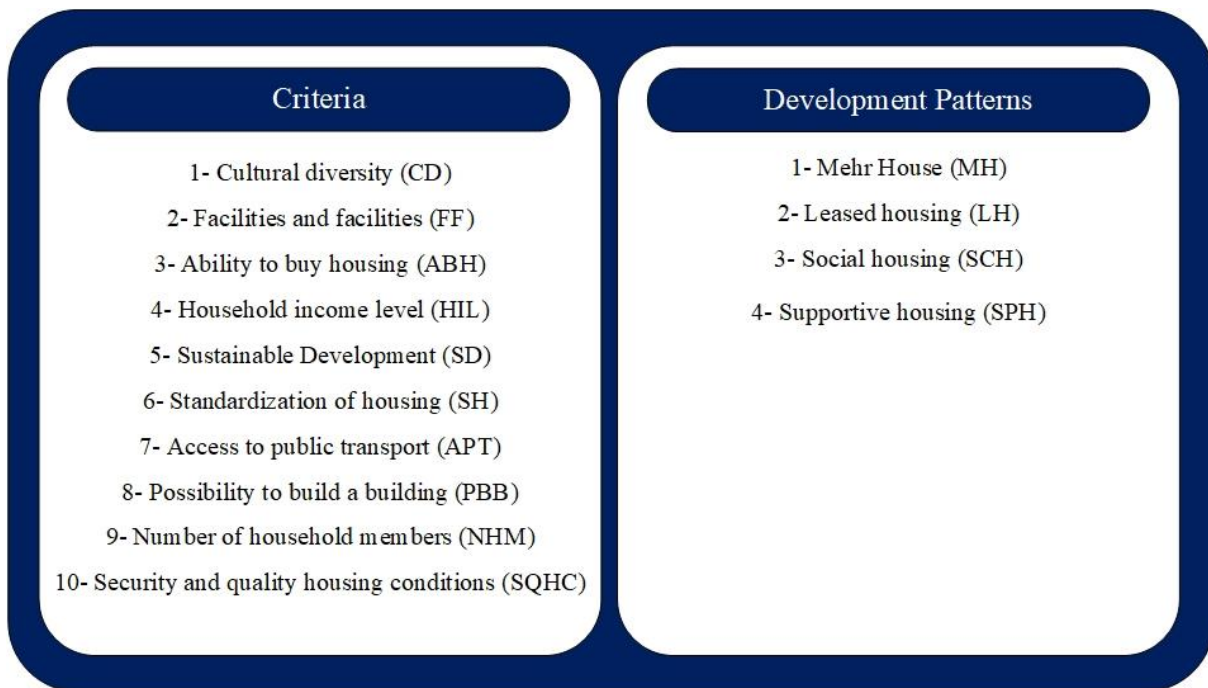 Criteria
1- Cultural diversity (CD)
2- Facilities and facilities (FF)
3- Ability to buy housing (ABH)
4- Household income level (HIL)
5- Sustainable Development (SD)
6- Standardization of housing (SH)
7- Access to public transport (APT)
8- Possibility to build a building (PBB)
9- Number of household members (NHM)
10- Security and quality housing conditions (SQHC)
Development Patterns
1- Mehr House (MH)
2- Leased housing (LH)
3- Social housing (SCH)
4- Supportive housing (SPH)